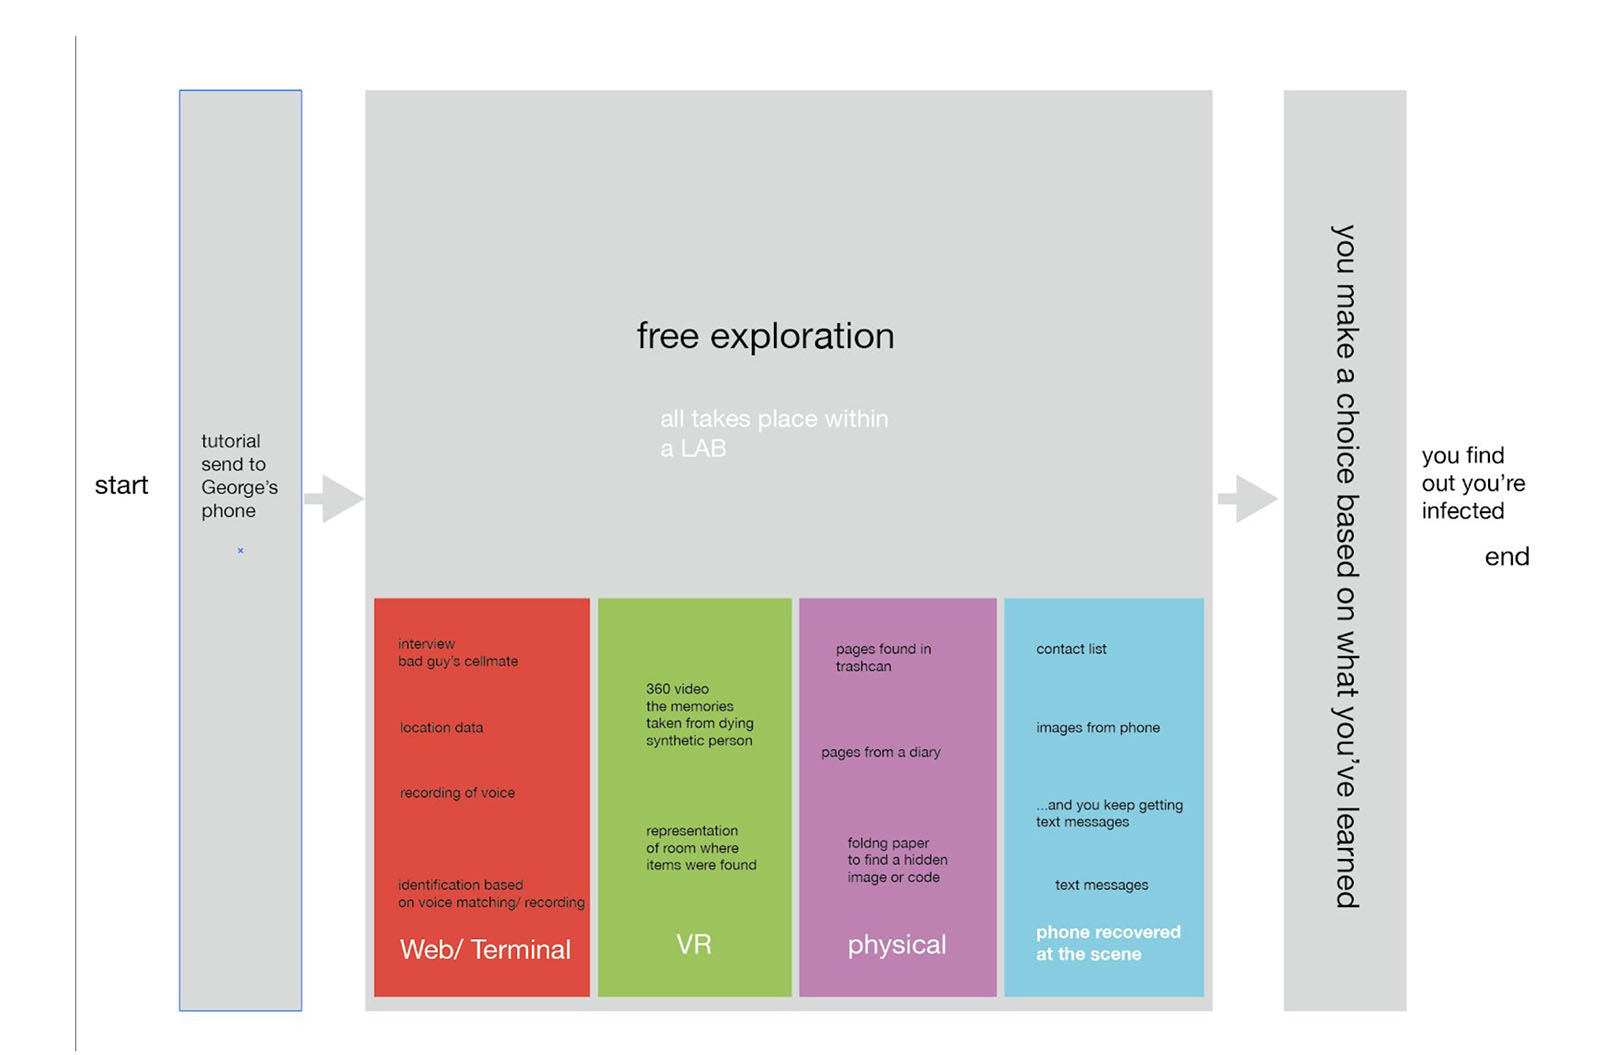 start
tutorial
send to
George's
phone
free exploration
all takes place within
a LAB
interview
bad guy's cellmate
location data
recording of voice
identification based
on voice matching/ recording
Web/ Terminal
360 video
the memories
taken from dying
synthetic person
representation
of room where
items were found
VR
pages found in
trashcan
pages from a diary
foldng paper
to find a hidden
image or code
physical
contact list
images from phone
...and you keep getting
text messages
text messages
phone recovered
at the scene
you make a choice based on what you've learned
you find
out you're
infected
end